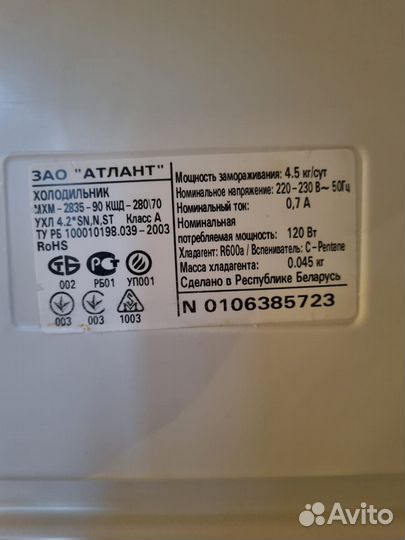 ЗАО "АТЛАНТ"
ХОЛОДИЛЬНИК
МХМ - 2835 - 90 КШД - 280\70
УХЛ 4.2*SN,N,ST Класс А
ТУ РБ 100010198.039 - 2003
RoHS
002 РБ01 УП001
003 003 1003
Мощность замораживания: 4.5 кг/сут
Номинальное напряжение: 220 - 230 В~ 50Гц
Номинальный ток: 0,7 А
Номинальная
потребляемая мощность: 120 Вт
Хладагент: R600a / Вспениватель: C - Pentane
Масса хладагента: 0.045 кг
Сделано в Республике Беларусь
N 0106385723
Avito